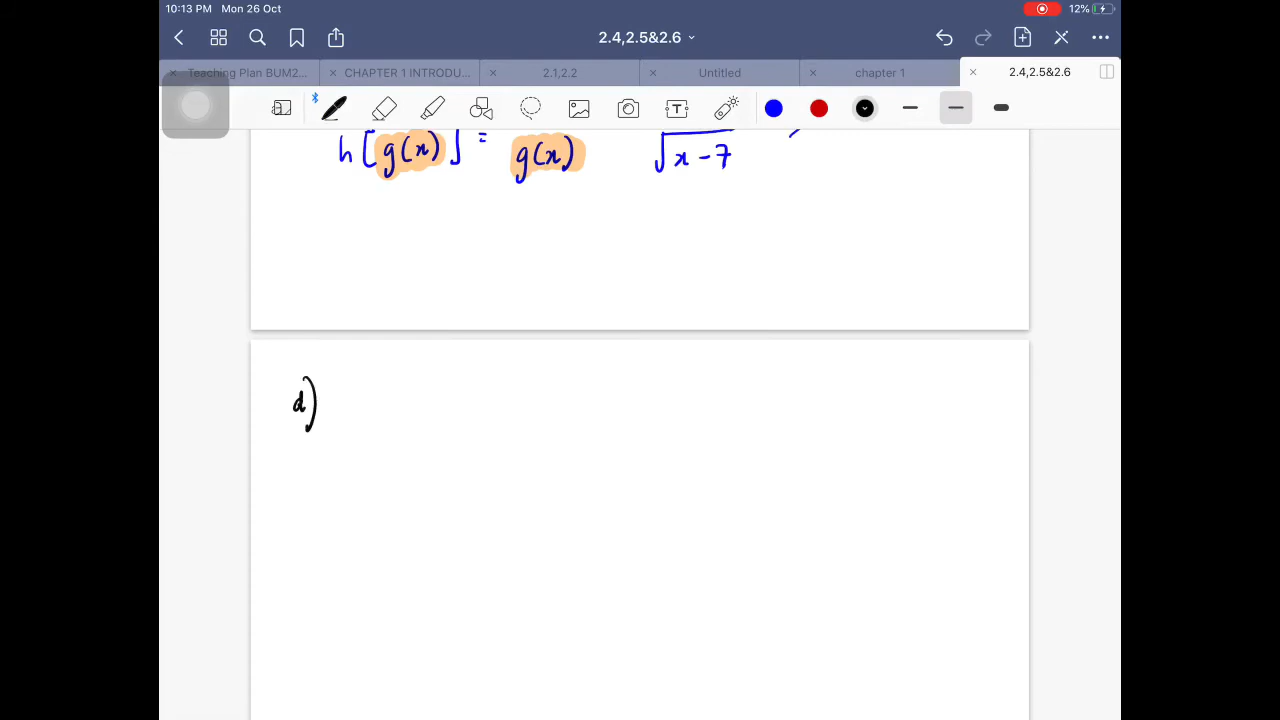 10:13 PM Mon 26 Oct 12%
2.4,2.5&2.6
Teaching Plan BUM2... CHAPTER 1 INTRODU... 2.1,2.2 Untitled chapter 1 2.4,2.5&2.6
h[g(x)] = g(x) √x-7
d)